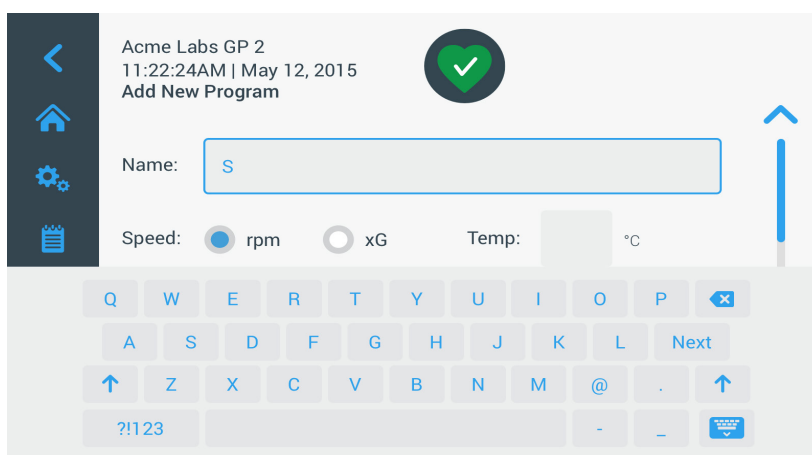 Acme Labs GP 2
11:22:24AM | May 12, 2015
Add New Program
Name: S
Speed: rpm xG Temp: °C
Q W E R T Y U I O P
A S D F G H J K L Next
Z X C V B N M @ .
?!123 - _